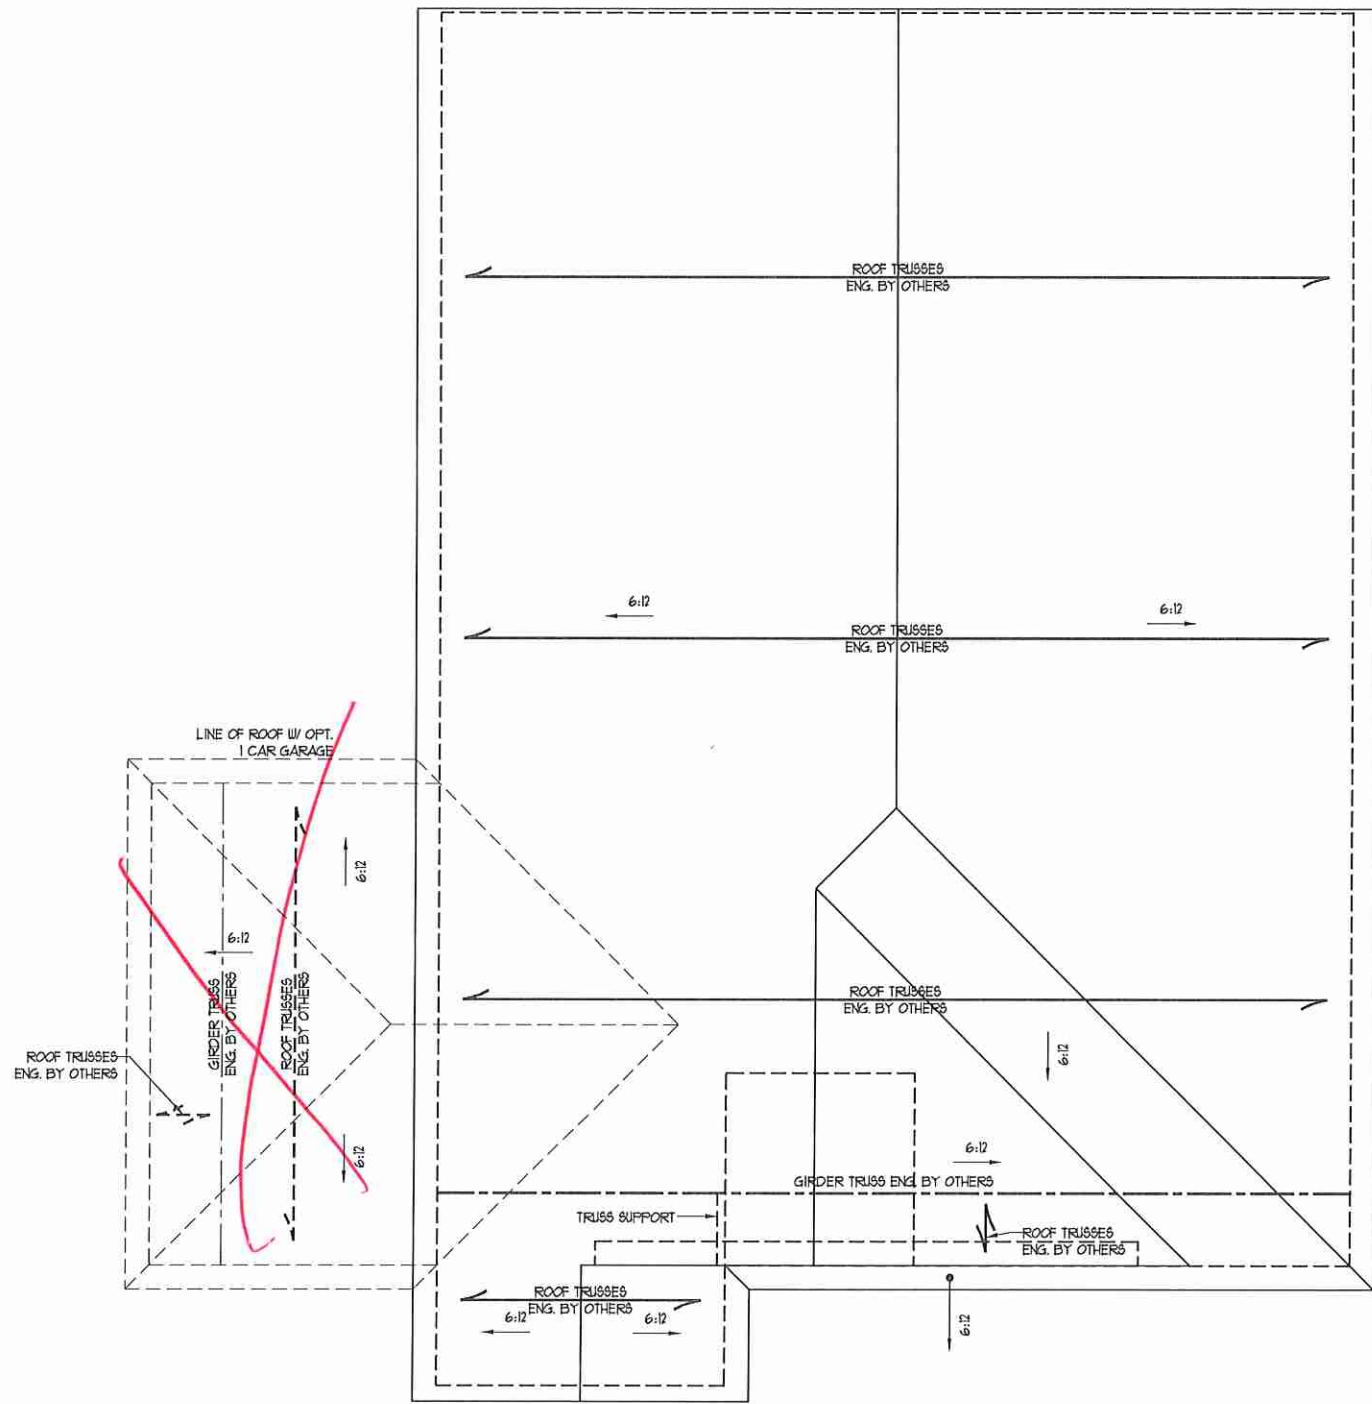 ROOF TRUSSES
ENG. BY OTHERS
6:12
6:12
ROOF TRUSSES
ENG. BY OTHERS
LINE OF ROOF W/ OPT.
1 CAR GARAGE
6:12
6:12
GIRDER TRUSS
ENG. BY OTHERS
ROOF TRUSSES
ENG. BY OTHERS
ROOF TRUSSES
ENG. BY OTHERS
6:12
ROOF TRUSSES
ENG. BY OTHERS
6:12
6:12
GIRDER TRUSS ENG. BY OTHERS
TRUSS SUPPORT
ROOF TRUSSES
ENG. BY OTHERS
ROOF TRUSSES
ENG. BY OTHERS
6:12
6:12
6:12